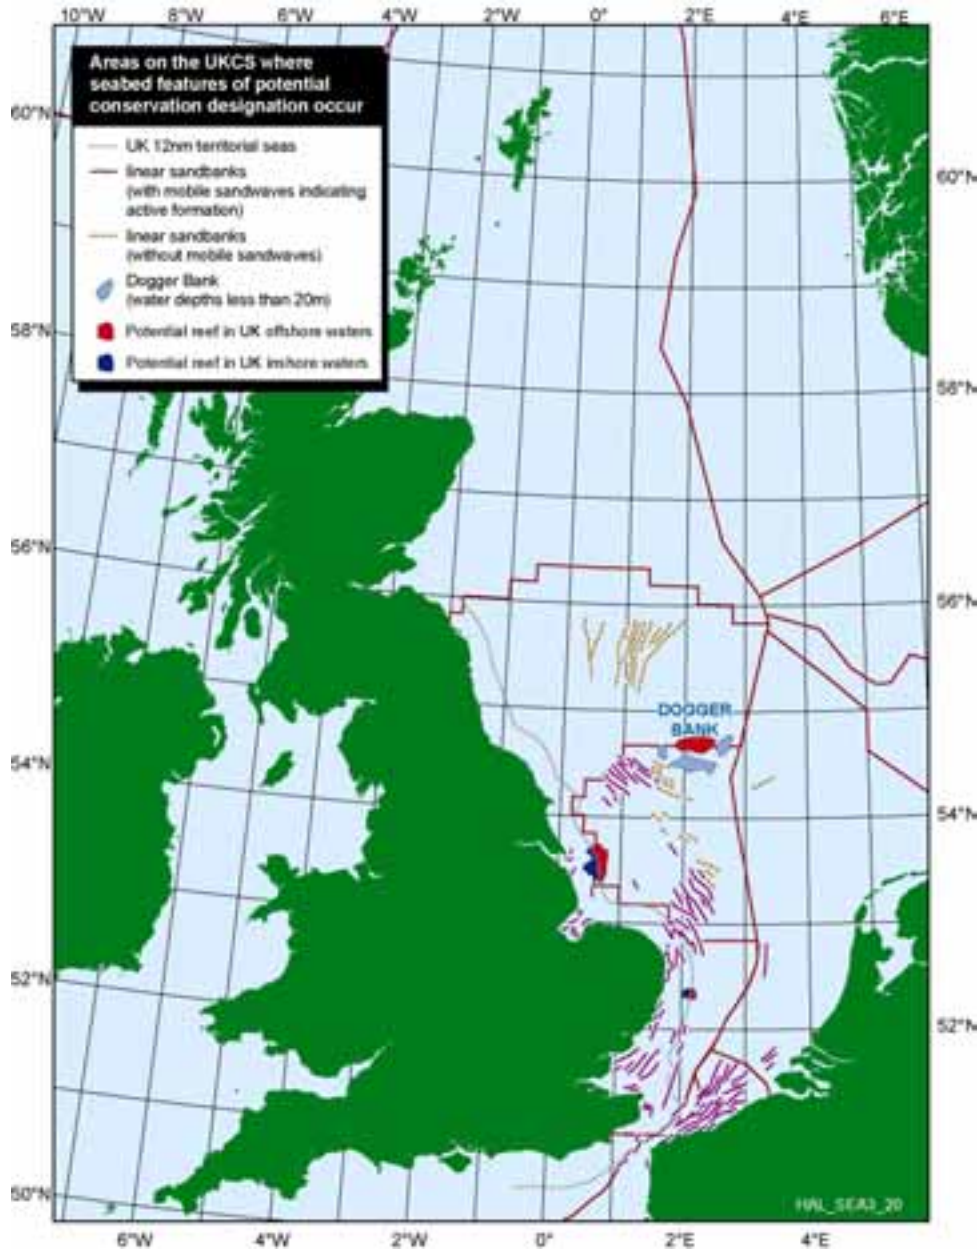 10°W 8°W 6°W 4°W 2°W 0° 2°E 4°E 6°E
Areas on the UKCS where
seabed features of potential
conservation designation occur
UK 12nm territorial seas
linear sandbanks
(with mobile sandwaves indicating
active formation)
linear sandbanks
(without mobile sandwaves)
Dogger Bank
(water depths less than 20m)
Potential reef in UK offshore waters
Potential reef in UK inshore waters
60°N
60°N
58°N
58°N
56°N
56°N
DOGGER
BANK
54°N
54°N
52°N
52°N
50°N
HAL_SEA3_20
6°W 4°W 2°W 0° 2°E 4°E